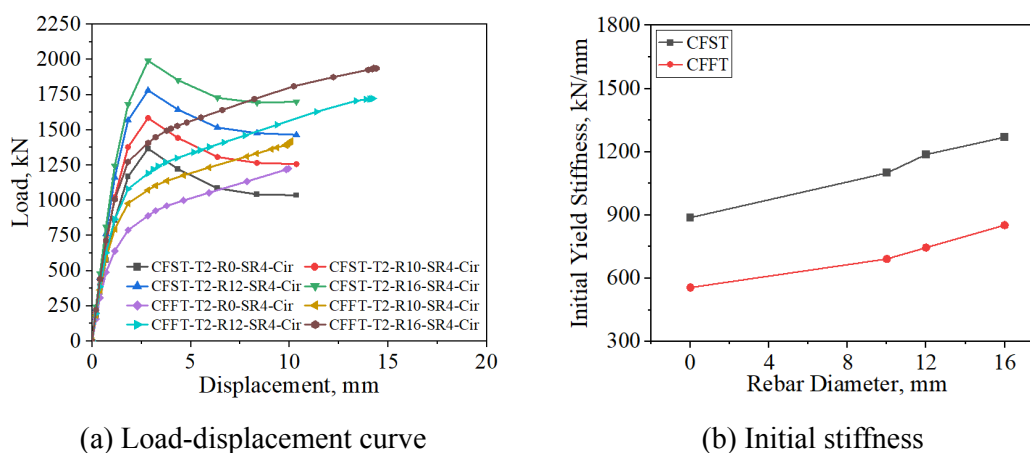 2000
1750
1500
1250
1000
750
500
250
0
Load, kN
CFST-T2-R0-SR4-Cir CFST-T2-R10-SR4-Cir
CFST-T2-R12-SR4-Cir CFST-T2-R16-SR4-Cir
CFFT-T2-R0-SR4-Cir CFFT-T2-R10-SR4-Cir
CFFT-T2-R12-SR4-Cir CFFT-T2-R16-SR4-Cir
0 5 10 15 20
Displacement, mm
(a) Load-displacement curve
1800
1500
1200
900
600
300
Initial Yield Stiffness, kN/mm
CFST
CFFT
0 4 8 12 16
Rebar Diameter, mm
(b) Initial stiffness